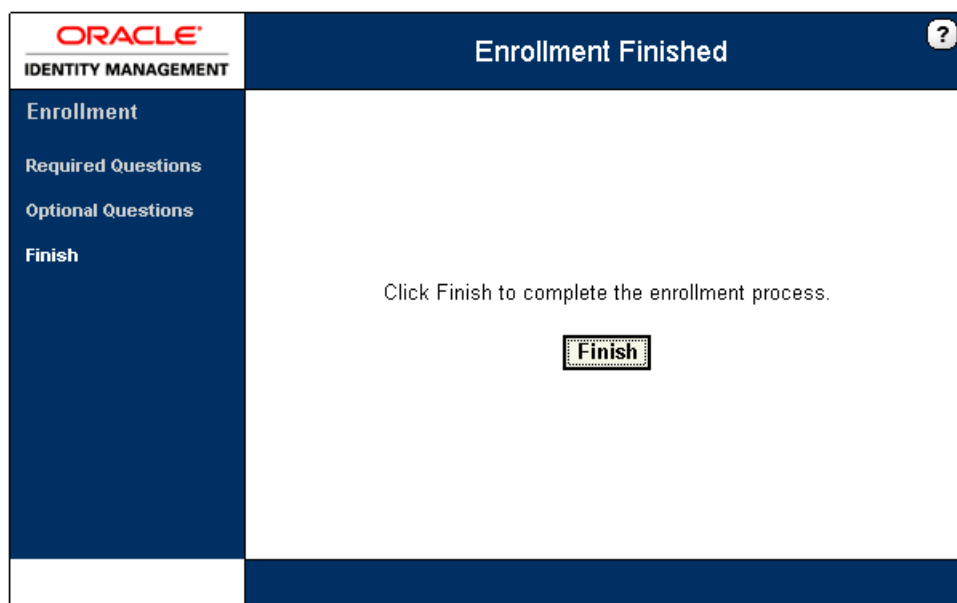 ORACLE
IDENTITY MANAGEMENT
Enrollment Finished
?
Enrollment
Required Questions
Optional Questions
Finish
Click Finish to complete the enrollment process.
Finish